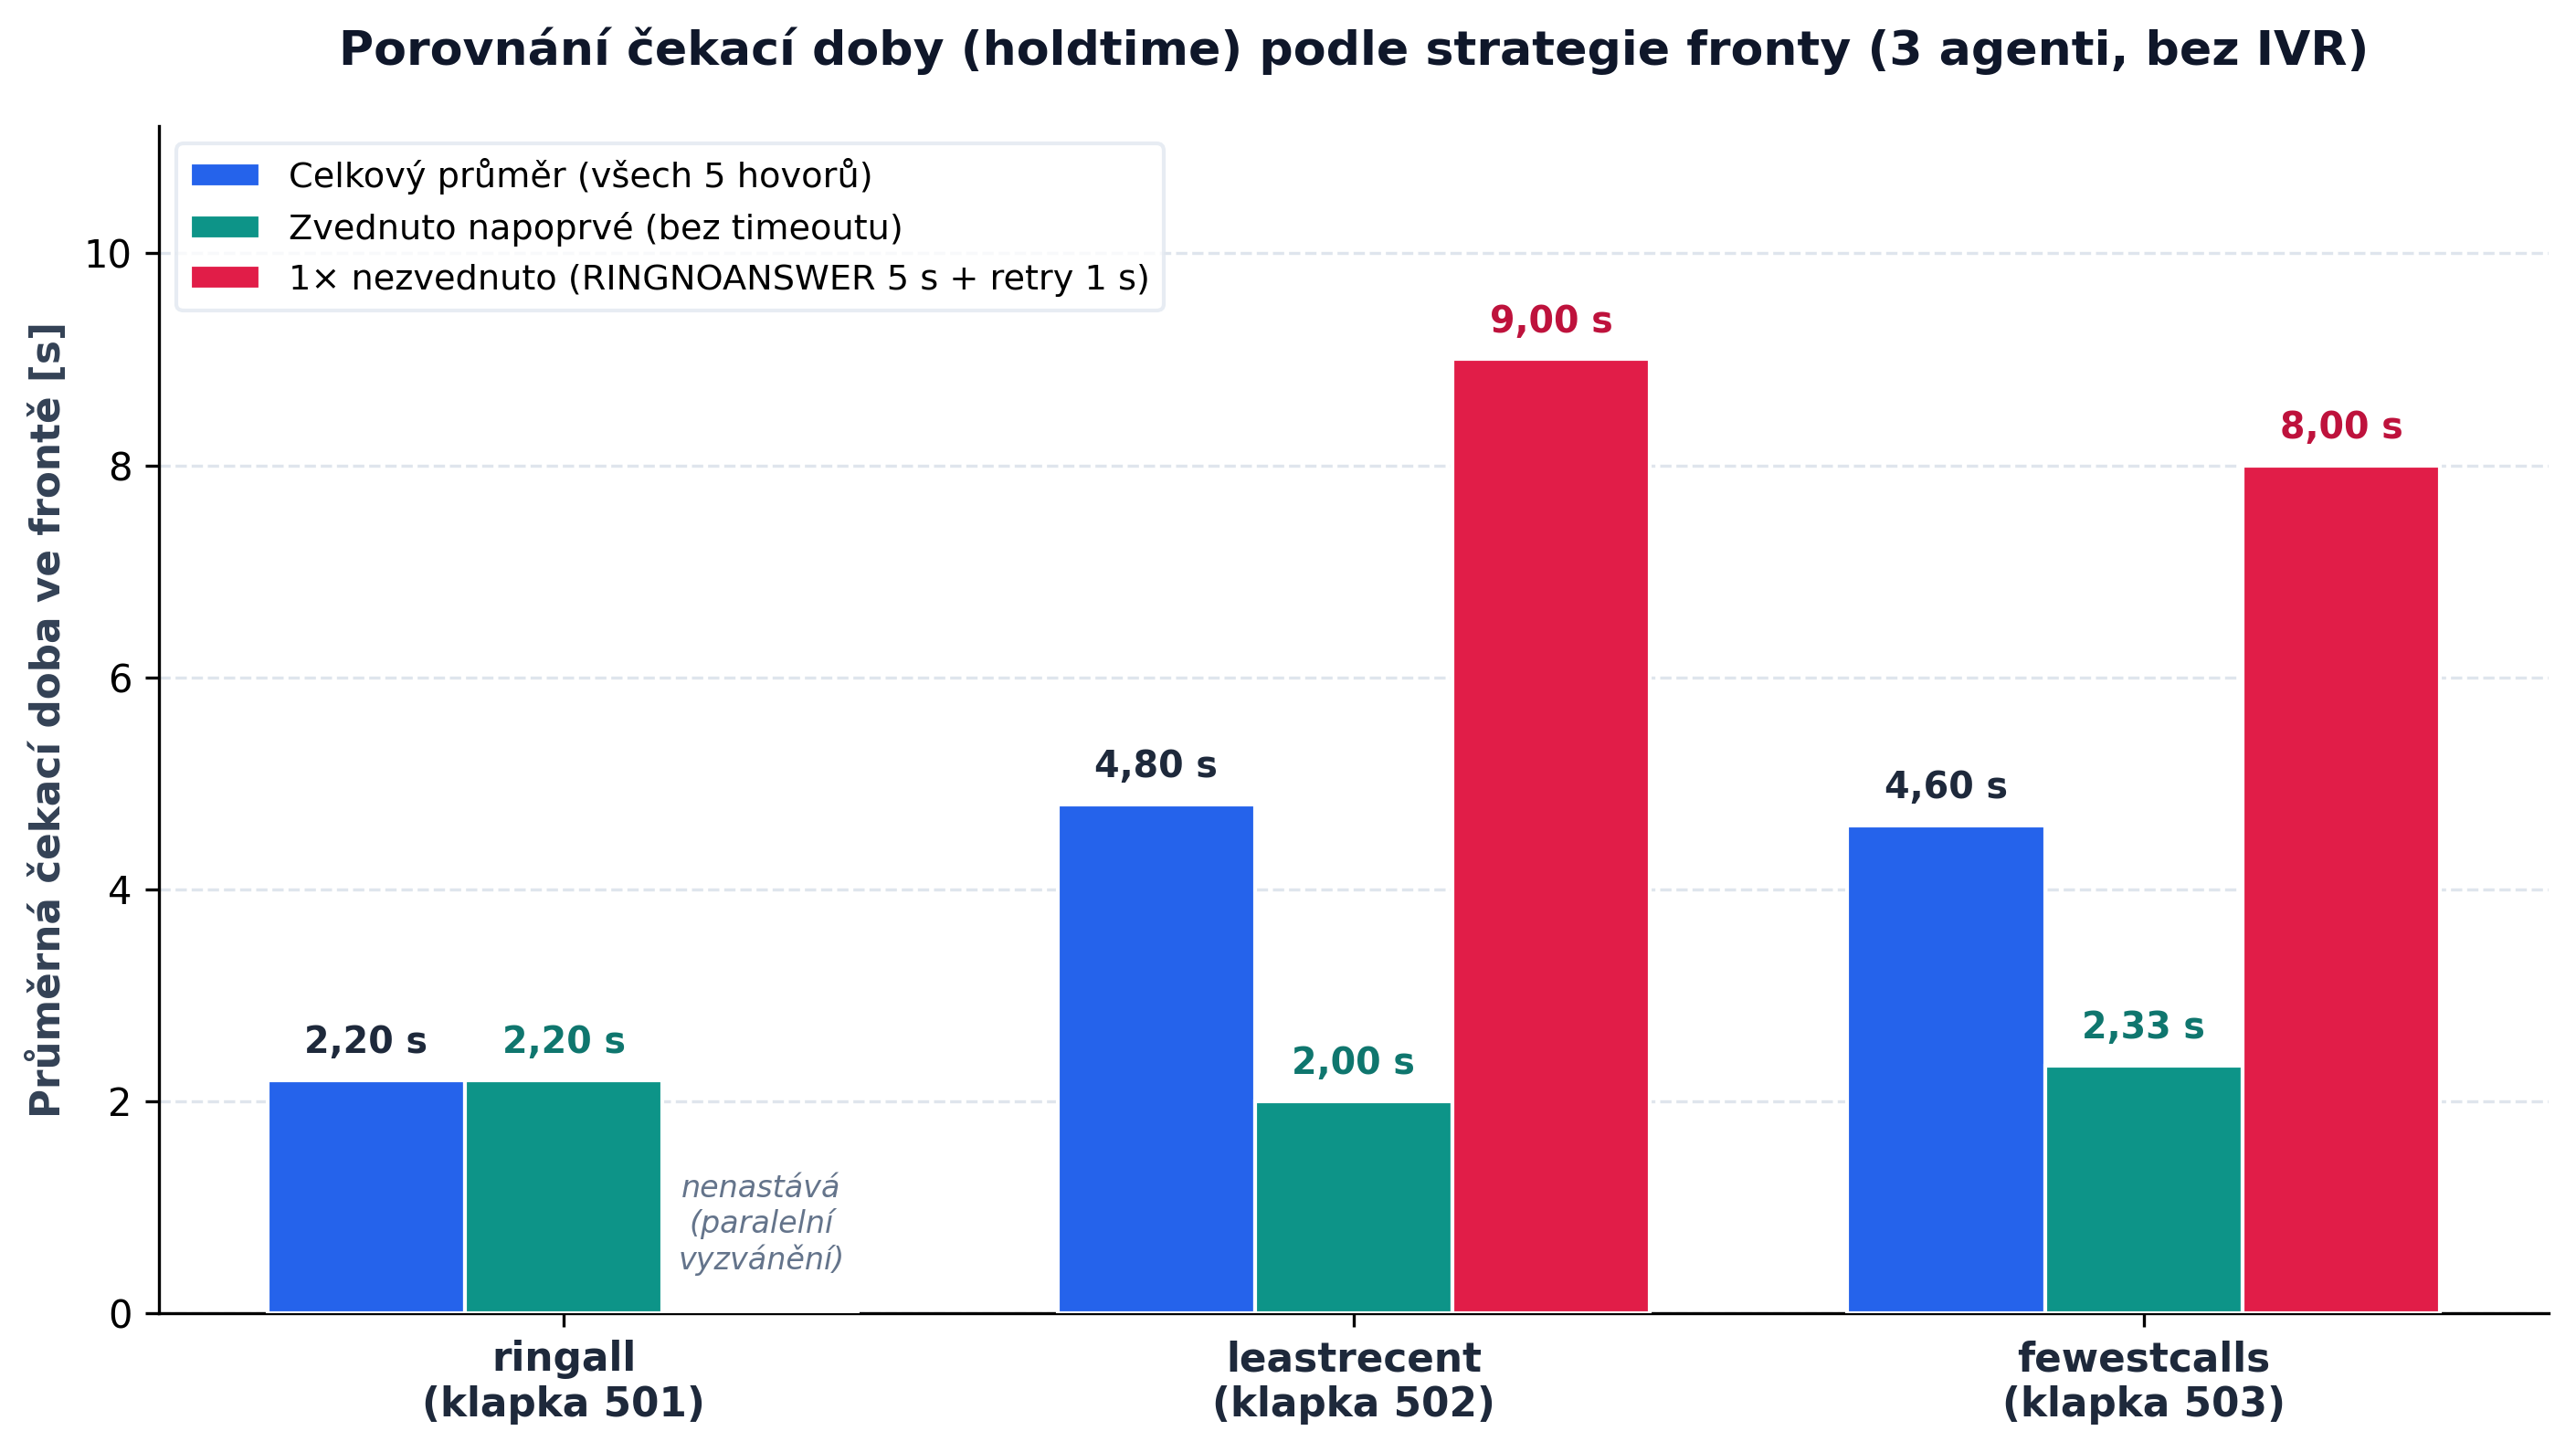 Porovnání čekací doby (holdtime) podle strategie fronty (3 agenti, bez IVR)
Celkový průměr (všech 5 hovorů)
Zvednuto napoprvé (bez timeoutu)
1× nezvednuto (RINGNOANSWER 5 s + retry 1 s)
Průměrná čekací doba ve frontě [s]
10
8
6
4
2
0
2,20 s
2,20 s
nenastává
(paralelní
vyzvánění)
4,80 s
2,00 s
9,00 s
4,60 s
2,33 s
8,00 s
ringall
(klapka 501)
leastrecent
(klapka 502)
fewestcalls
(klapka 503)